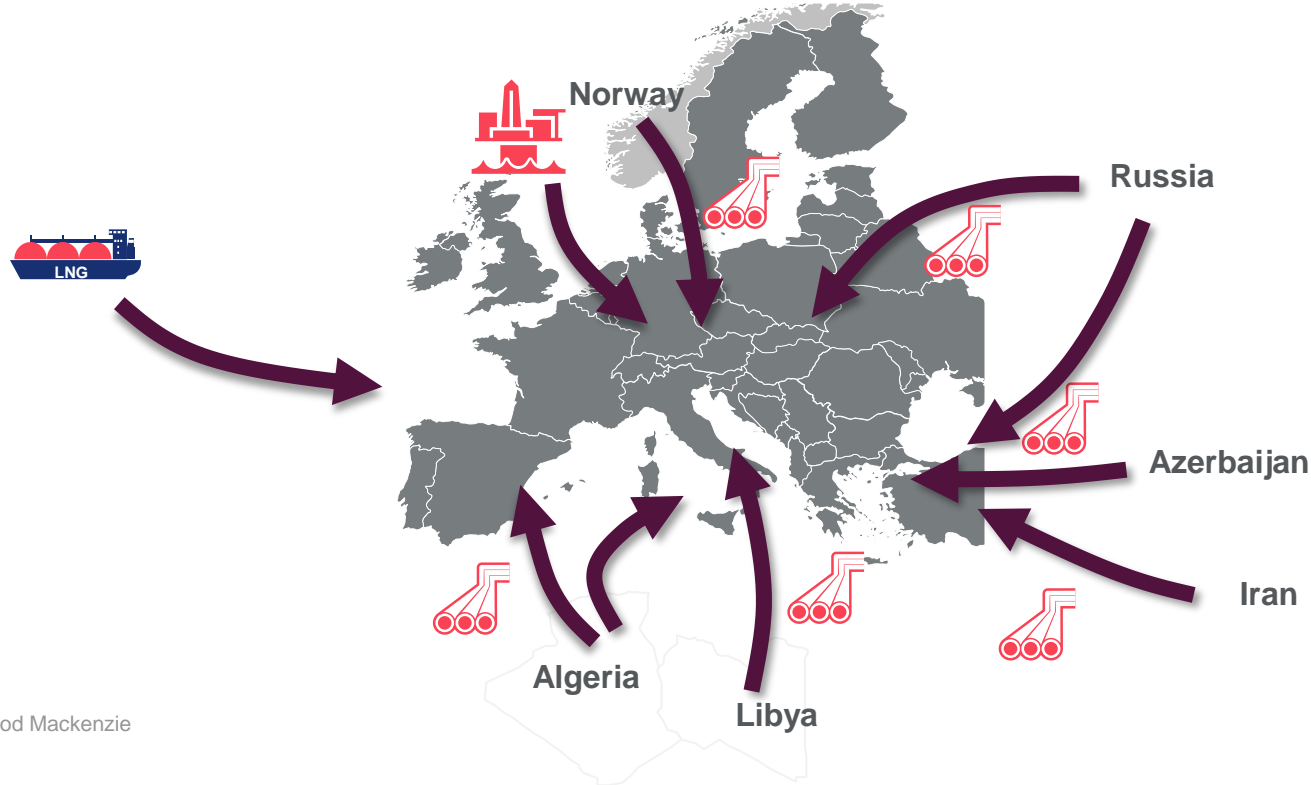 Norway
Russia
LNG
Azerbaijan
Iran
Algeria
Libya
od Mackenzie